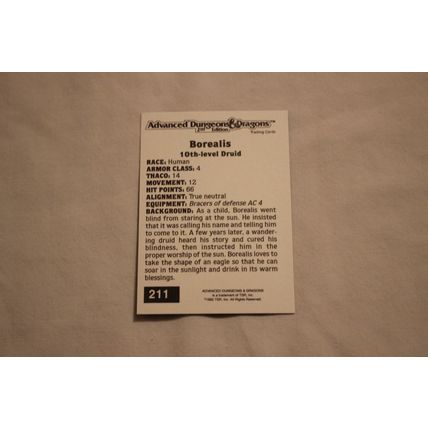 Advanced Dungeons & Dragons™
2nd Edition
Trading Cards
Borealis
10th-level Druid
RACE: Human
ARMOR CLASS: 4
THACO: 14
MOVEMENT: 12
HIT POINTS: 66
ALIGNMENT: True neutral
EQUIPMENT: Bracers of defense AC 4
BACKGROUND: As a child, Borealis went
blind from staring at the sun. He insisted
that it was calling his name and telling him
to come to it. A few years later, a wander-
ing druid heard his story and cured his
blindness, then instructed him in the
proper worship of the sun. Borealis loves to
take the shape of an eagle so that he can
soar in the sunlight and drink in its warm
blessings.
211
ADVANCED DUNGEONS & DRAGONS
is a trademark of TSR, Inc.
©1992 TSR, Inc. All Rights Reserved.